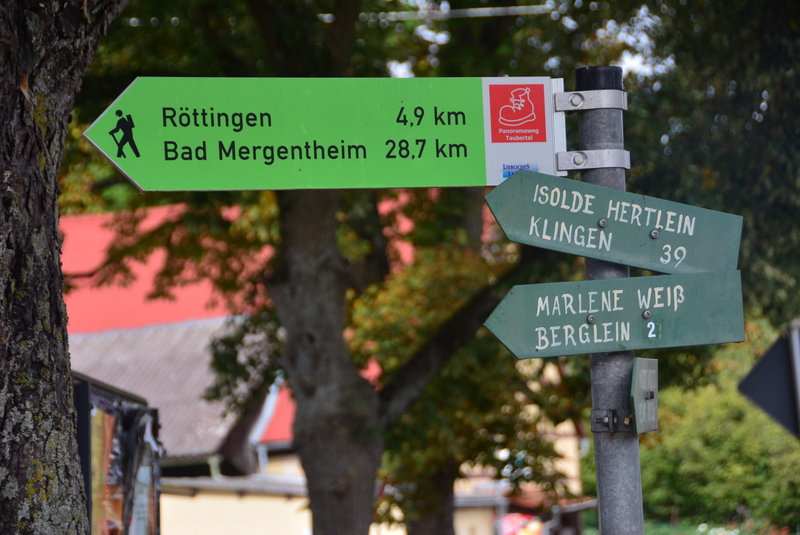 Röttingen 4,9 km
Bad Mergentheim 28,7 km
Panoramaweg
Taubertal
LIEBLICHES
ISOLDE HERTLEIN
KLINGEN 39
MARLENE WEIß
BERGLEIN 2